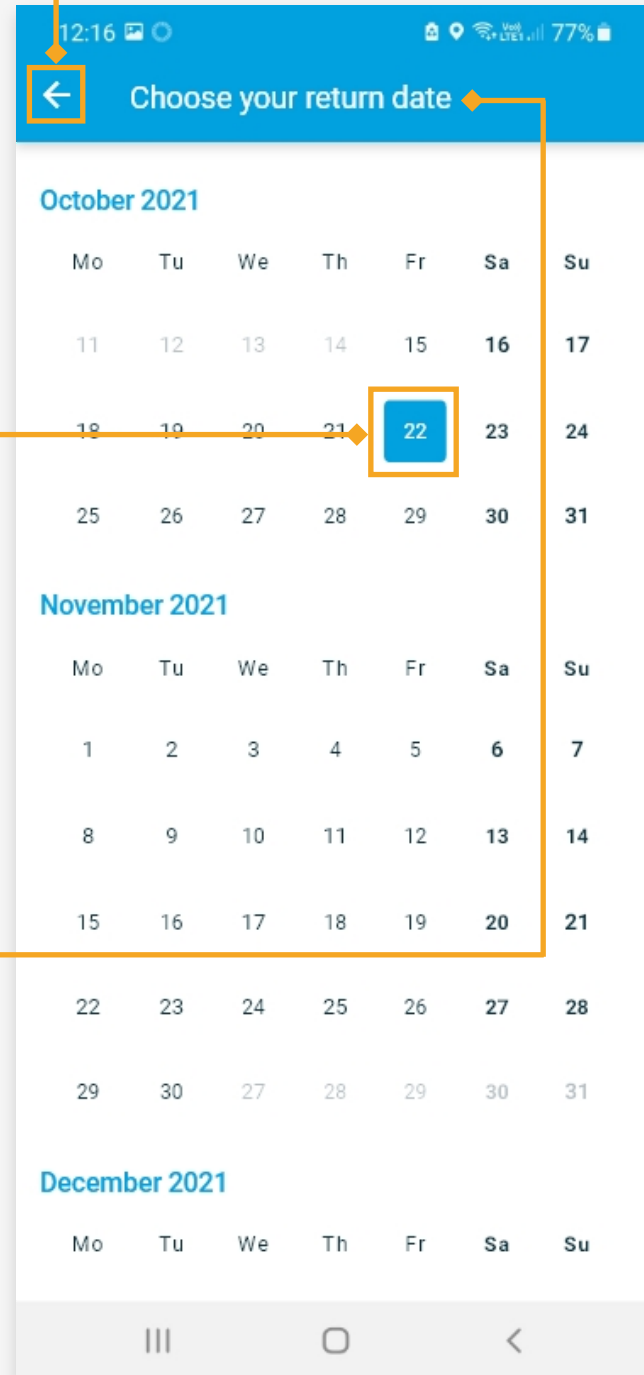 12:16 77%
Choose your return date
October 2021
Mo Tu We Th Fr Sa Su
11 12 13 14 15 16 17
18 19 20 21 22 23 24
25 26 27 28 29 30 31
November 2021
Mo Tu We Th Fr Sa Su
1 2 3 4 5 6 7
8 9 10 11 12 13 14
15 16 17 18 19 20 21
22 23 24 25 26 27 28
29 30 27 28 29 30 31
December 2021
Mo Tu We Th Fr Sa Su